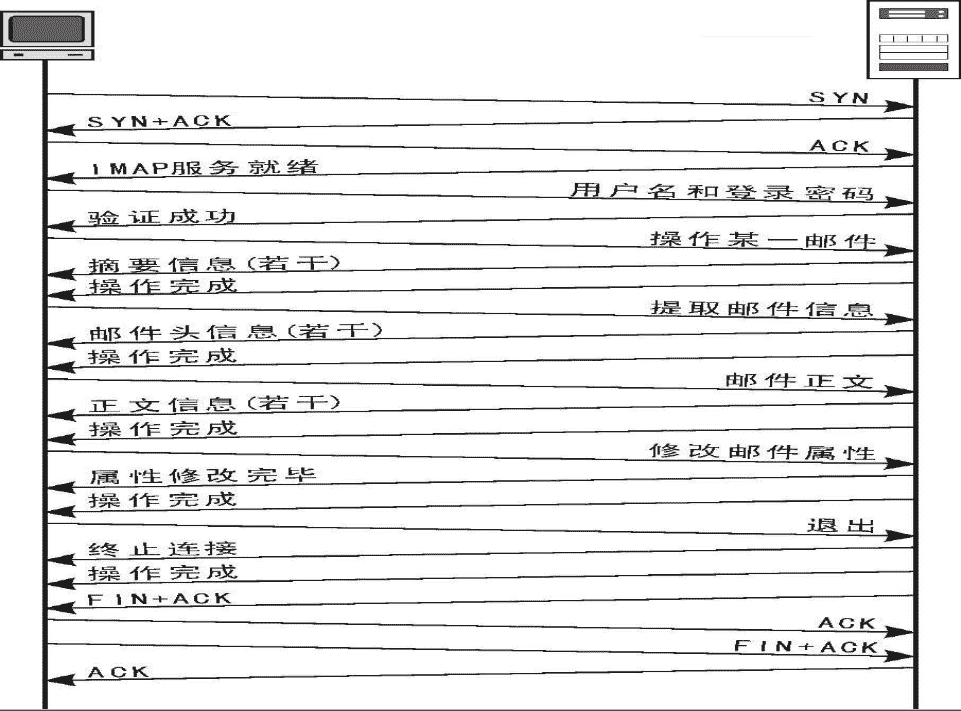 SYN
SYN+ACK
ACK
IMAP服务就绪
用户名和登录密码
验证成功
操作某一邮件
摘要信息(若干)
操作完成
提取邮件信息
邮件头信息(若干)
操作完成
邮件正文
正文信息(若干)
操作完成
修改邮件属性
属性修改完毕
操作完成
退出
终止连接
操作完成
FIN+ACK
ACK
FIN+ACK
ACK